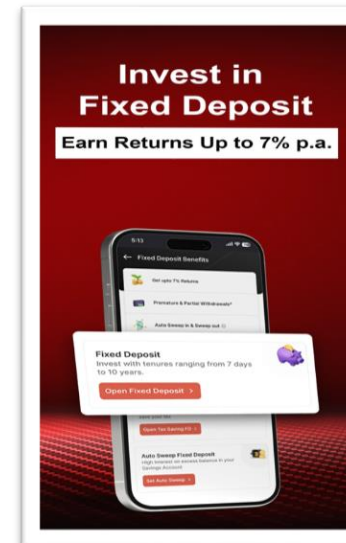 Invest in
Fixed Deposit
Earn Returns Up to 7% p.a.
5:13
← Fixed Deposit Benefits
Get upto 7% Returns
Premature & Partial Withdrawals*
Auto Sweep in & Sweep out
Fixed Deposit
Invest with tenures ranging from 7 days
to 10 years.
Open Fixed Deposit >
Open Tax Saving FD >
Auto Sweep Fixed Deposit
High interest on excess balance in your
Savings Account
Set Auto Sweep >